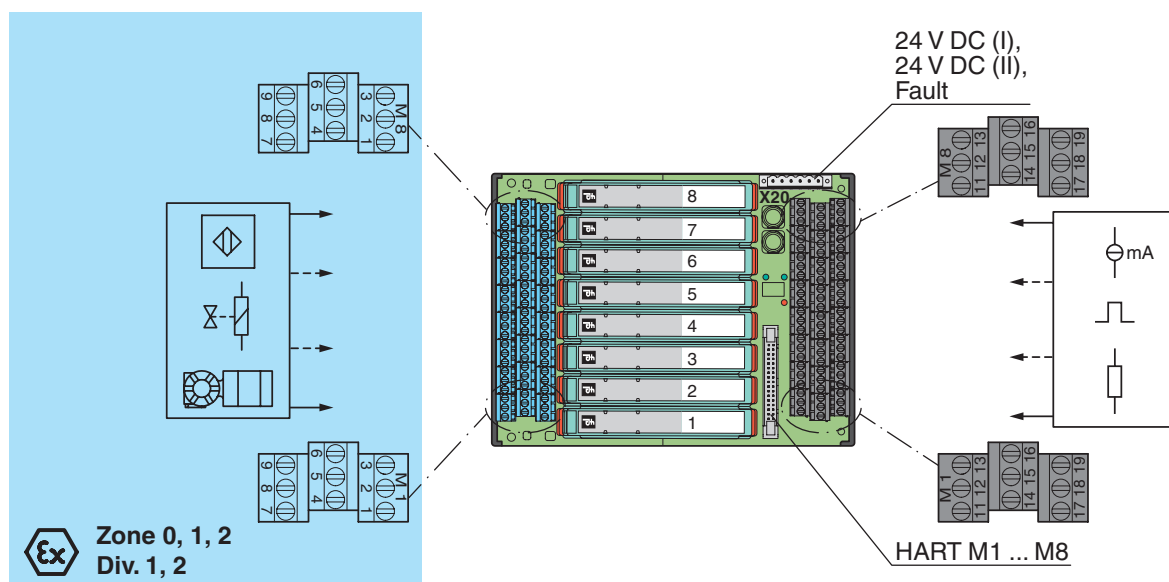 24 V DC (I),
24 V DC (II),
Fault
9 8 7
6 5 4
3 2 1
M 8
M 8
11 12 13
14 15 16
17 18 19
X20
8
7
6
5
4
3
2
1
mA
9 8 7
6 5 4
3 2 1
M 1
M 1
11 12 13
14 15 16
17 18 19
Ex
Zone 0, 1, 2
Div. 1, 2
HART M1 ... M8